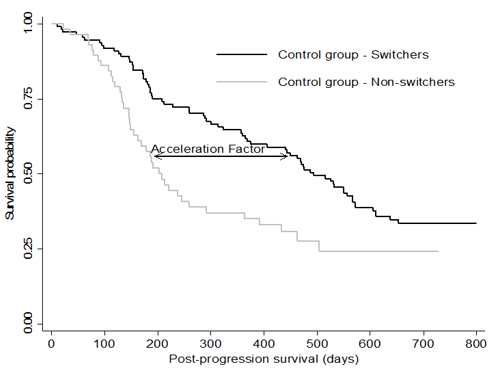 1.00
0.75
0.50
0.25
0.00
Survival probability
Control group - Switchers
Control group - Non-switchers
Acceleration Factor
0 100 200 300 400 500 600 700 800
Post-progression survival (days)